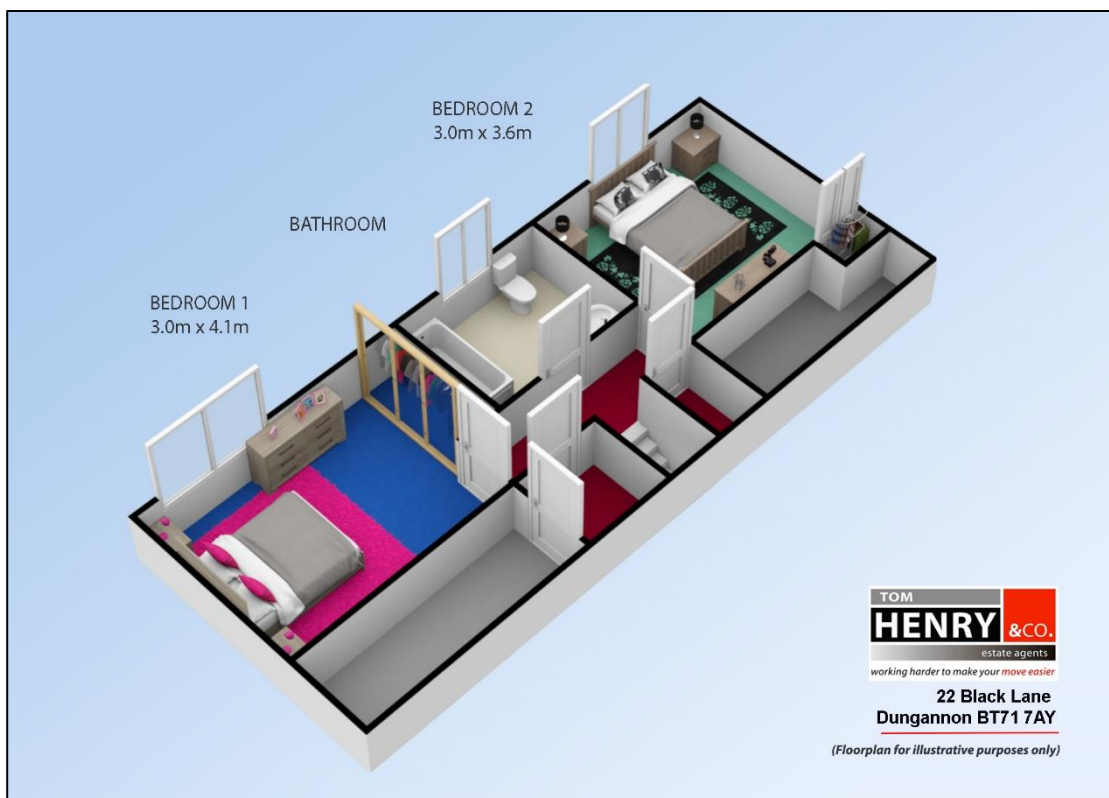 BEDROOM 2
3.0m x 3.6m
BATHROOM
BEDROOM 1
3.0m x 4.1m
TOM
HENRY &CO.
estate agents
working harder to make your move easier
22 Black Lane
Dungannon BT71 7AY
(Floorplan for illustrative purposes only)